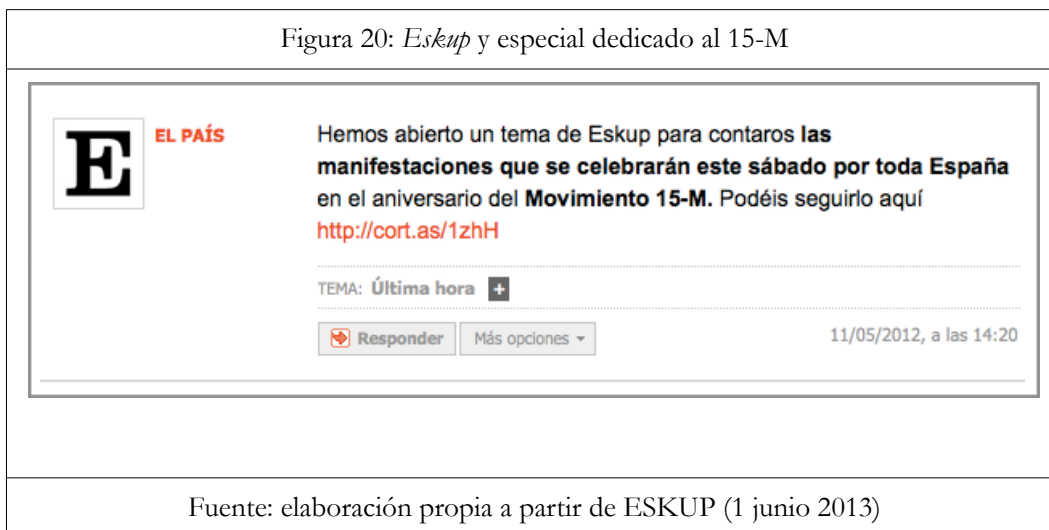 Figura 20: Eskup y especial dedicado al 15-M
E
EL PAÍS
Hemos abierto un tema de Eskup para contaros las
manifestaciones que se celebrarán este sábado por toda España
en el aniversario del Movimiento 15-M. Podéis seguirlo aquí
http://cort.as/1zhH
TEMA: Última hora +
Responder Más opciones
11/05/2012, a las 14:20
Fuente: elaboración propia a partir de ESKUP (1 junio 2013)